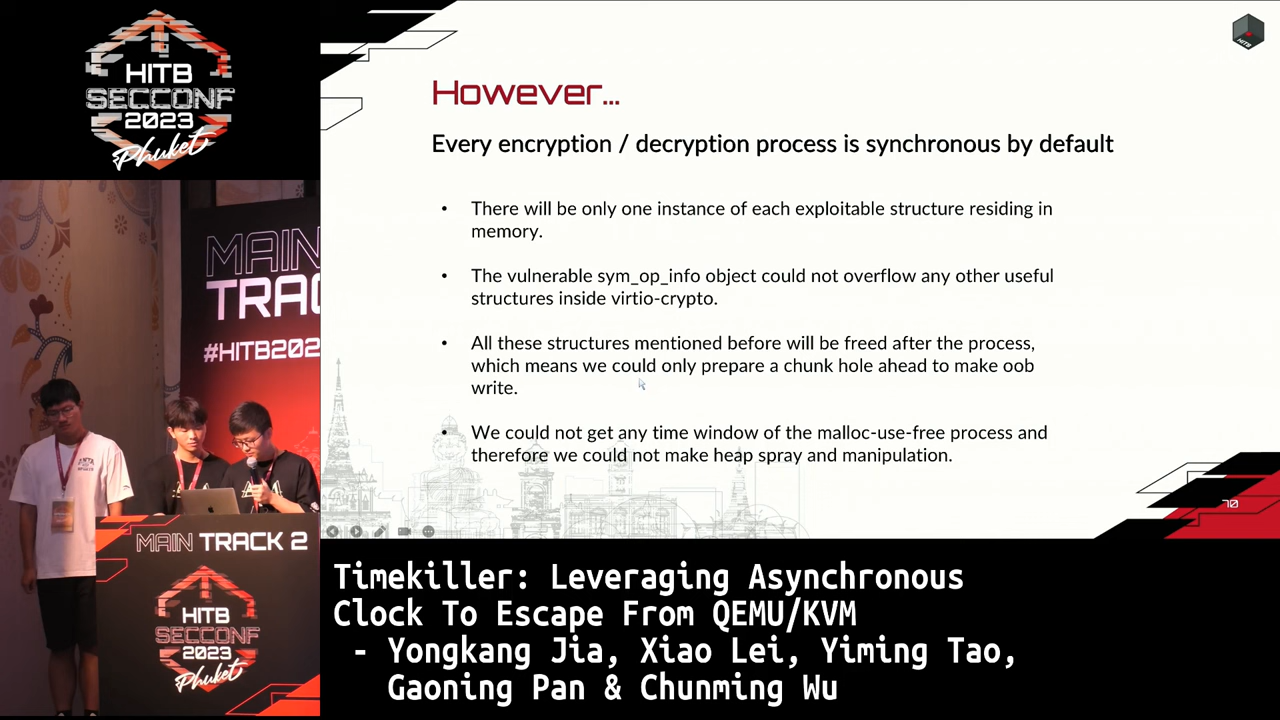 HITB
SECCONF
2023
Phuket
MAIN
TRAC
#HITB202
MAIN TRACK 2
HITB
SECCONF
2023
Phuket
HITB
However...
Every encryption / decryption process is synchronous by default
• There will be only one instance of each exploitable structure residing in
memory.
• The vulnerable sym_op_info object could not overflow any other useful
structures inside virtio-crypto.
• All these structures mentioned before will be freed after the process,
which means we could only prepare a chunk hole ahead to make oob
write.
• We could not get any time window of the malloc-use-free process and
therefore we could not make heap spray and manipulation.
70
Timekiller: Leveraging Asynchronous
Clock To Escape From QEMU/KVM
- Yongkang Jia, Xiao Lei, Yiming Tao,
Gaoning Pan & Chunming Wu